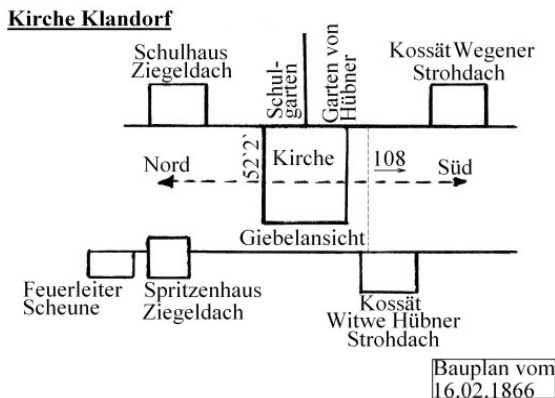 Kirche Klandorf
Schulhaus
Ziegeldach
Schul-
garten
Garten von
Hübner
Kossät Wegener
Strohdach
Nord
52'2'
Kirche
108
Süd
Giebelansicht
Feuerleiter
Scheune
Spritzenhaus
Ziegeldach
Kossät
Witwe Hübner
Strohdach
Bauplan vom
16.02.1866